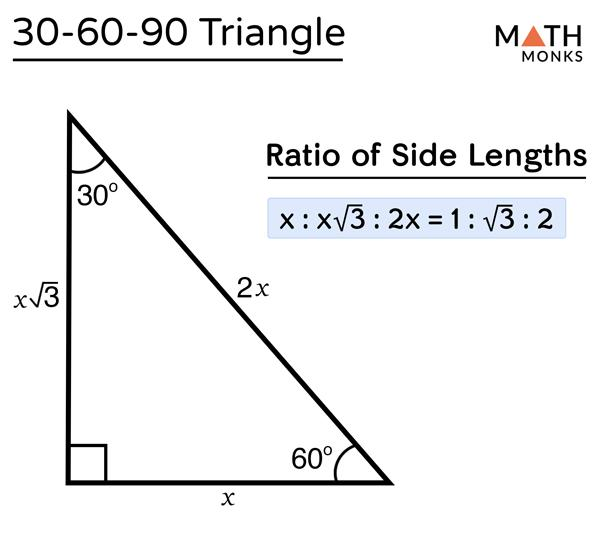 30-60-90 Triangle
MATH
MONKS
Ratio of Side Lengths
x : x√3 : 2x = 1 : √3 : 2
30°
x√3
2x
60°
x